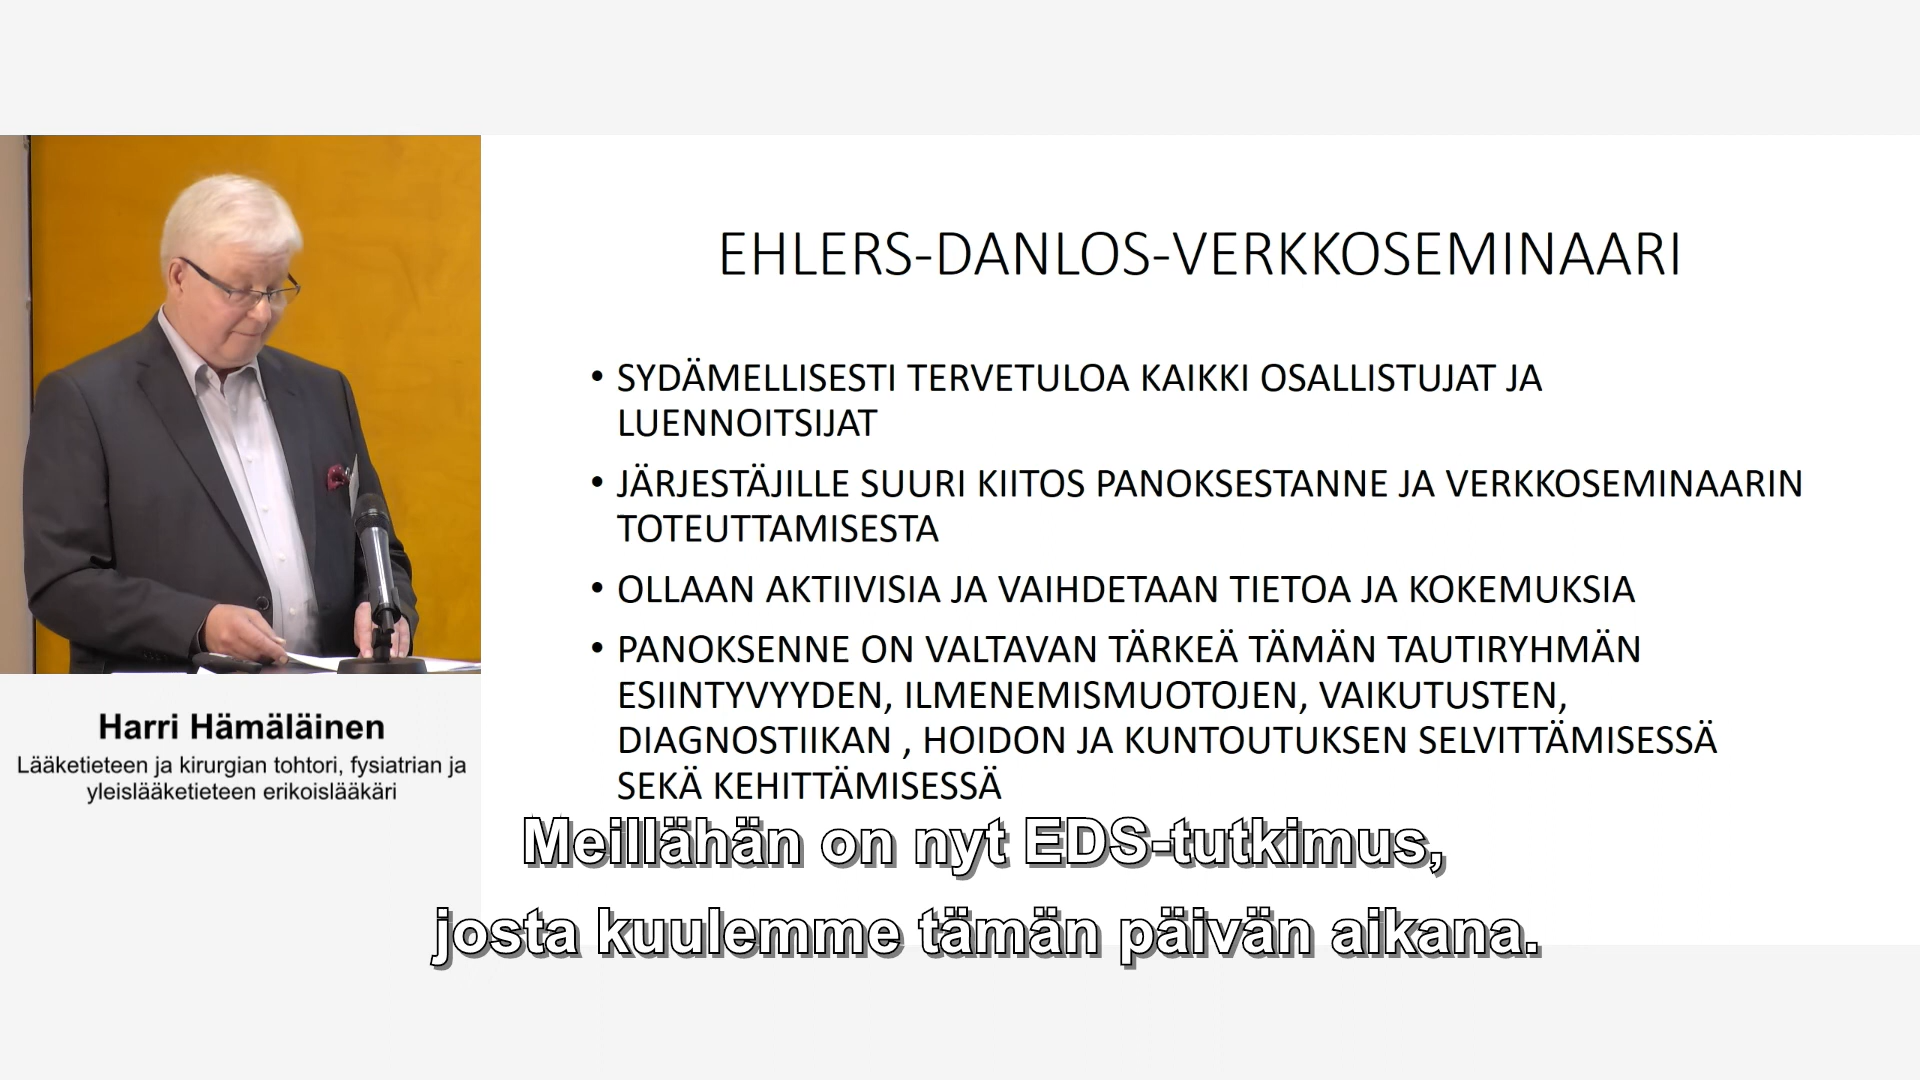 EHLERS-DANLOS-VERKKOSEMINAARI
• SYDÄMELLISESTI TERVETULOA KAIKKI OSALLISTUJAT JA
LUENNOITSIJAT
• JÄRJESTÄJILLE SUURI KIITOS PANOKSESTANNE JA VERKKOSEMINAARIN
TOTEUTTAMISESTA
• OLLAAN AKTIIVISIA JA VAIHDETAAN TIETOA JA KOKEMUKSIA
• PANOKSENNE ON VALTAVAN TÄRKEÄ TÄMÄN TAUTIRYHMÄN
ESIINTYVYYDEN, ILMENEMISMUOTOJEN, VAIKUTUSTEN,
DIAGNOSTIIKAN , HOIDON JA KUNTOUTUKSEN SELVITTÄMISESSÄ
SEKÄ KEHITTÄMISESSÄ
Harri Hämäläinen
Lääketieteen ja kirurgian tohtori, fysiatrian ja
yleislääketieteen erikoislääkäri
Meillähän on nyt EDS-tutkimus,
josta kuulemme tämän päivän aikana.